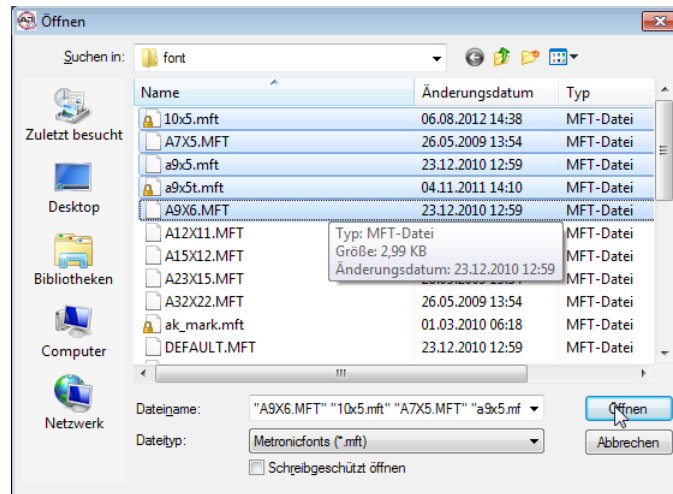 Öffnen
Suchen in: font
Name Änderungsdatum Typ
10x5.mft 06.08.2012 14:38 MFT-Datei
A7X5.MFT 26.05.2009 13:54 MFT-Datei
a9x5.mft 23.12.2010 12:59 MFT-Datei
a9x5t.mft 04.11.2011 14:10 MFT-Datei
A9X6.MFT 23.12.2010 12:59 MFT-Datei
A12X11.MFT MFT-Datei
A15X12.MFT MFT-Datei
A23X15.MFT MFT-Datei
A32X22.MFT 26.05.2009 13:54 MFT-Datei
ak_mark.mft 01.03.2010 06:18 MFT-Datei
DEFAULT.MFT 23.12.2010 12:59 MFT-Datei
Typ: MFT-Datei
Größe: 2,99 KB
Änderungsdatum: 23.12.2010 12:59
Zuletzt besucht
Desktop
Bibliotheken
Computer
Netzwerk
Dateiname: "A9X6.MFT" "10x5.mft" "A7X5.MFT" "a9x5.mf Öffnen
Dateityp: Metronicfonts (*.mft) Abbrechen
Schreibgeschützt öffnen